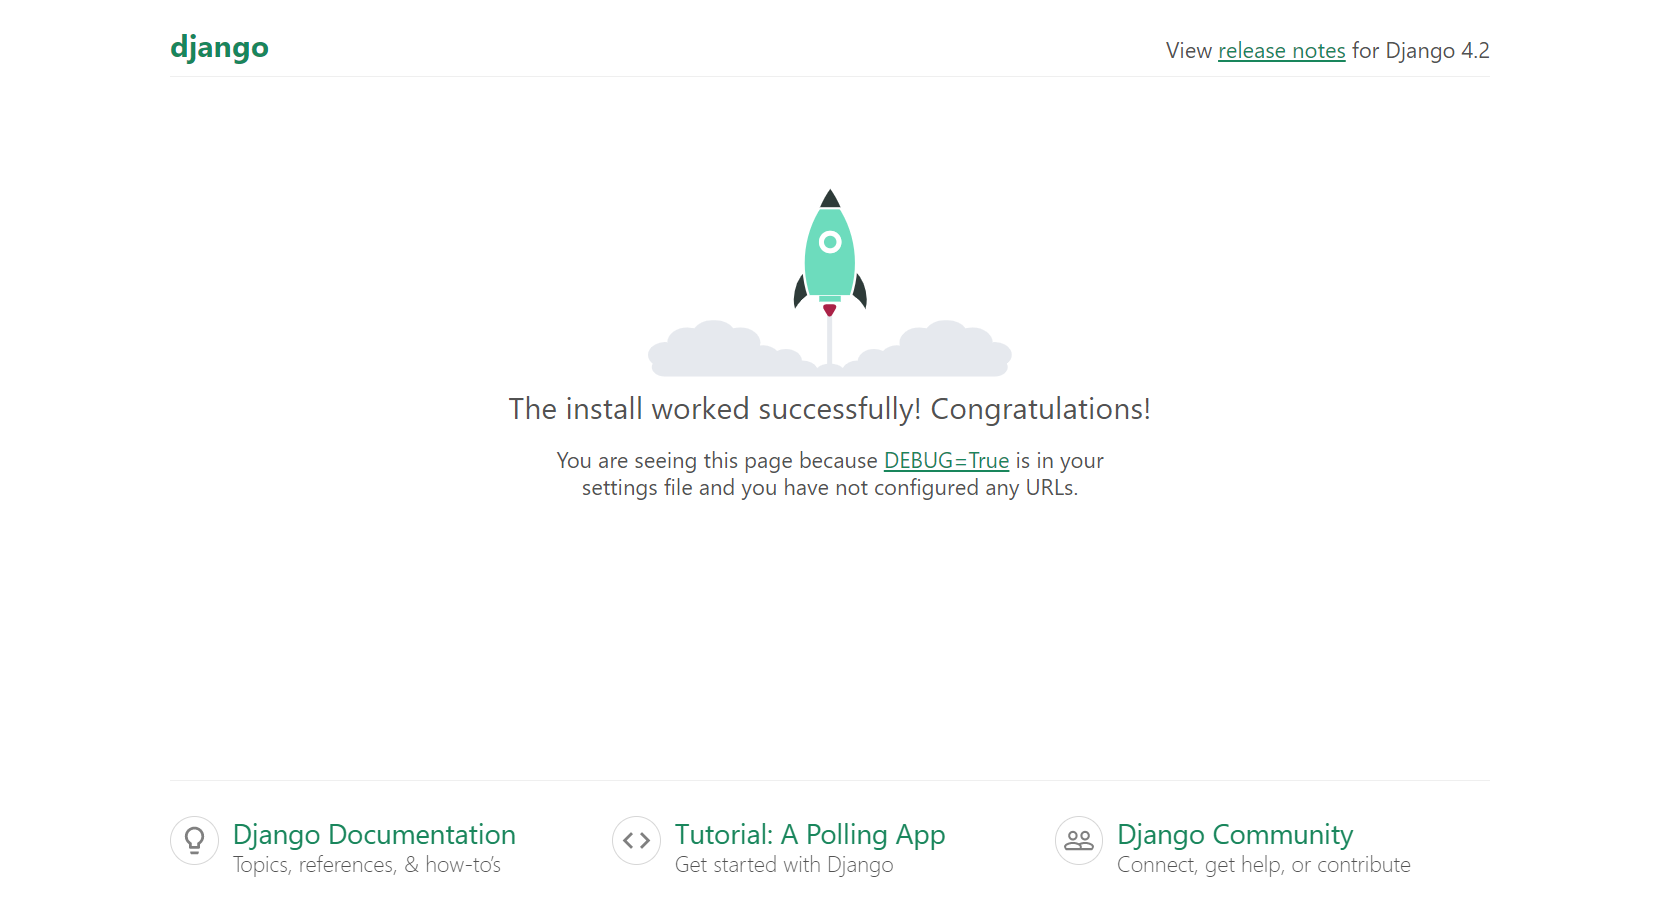 django
View release notes for Django 4.2
The install worked successfully! Congratulations!
You are seeing this page because DEBUG=True is in your
settings file and you have not configured any URLs.
Django Documentation
Topics, references, & how-to’s
Tutorial: A Polling App
Get started with Django
Django Community
Connect, get help, or contribute